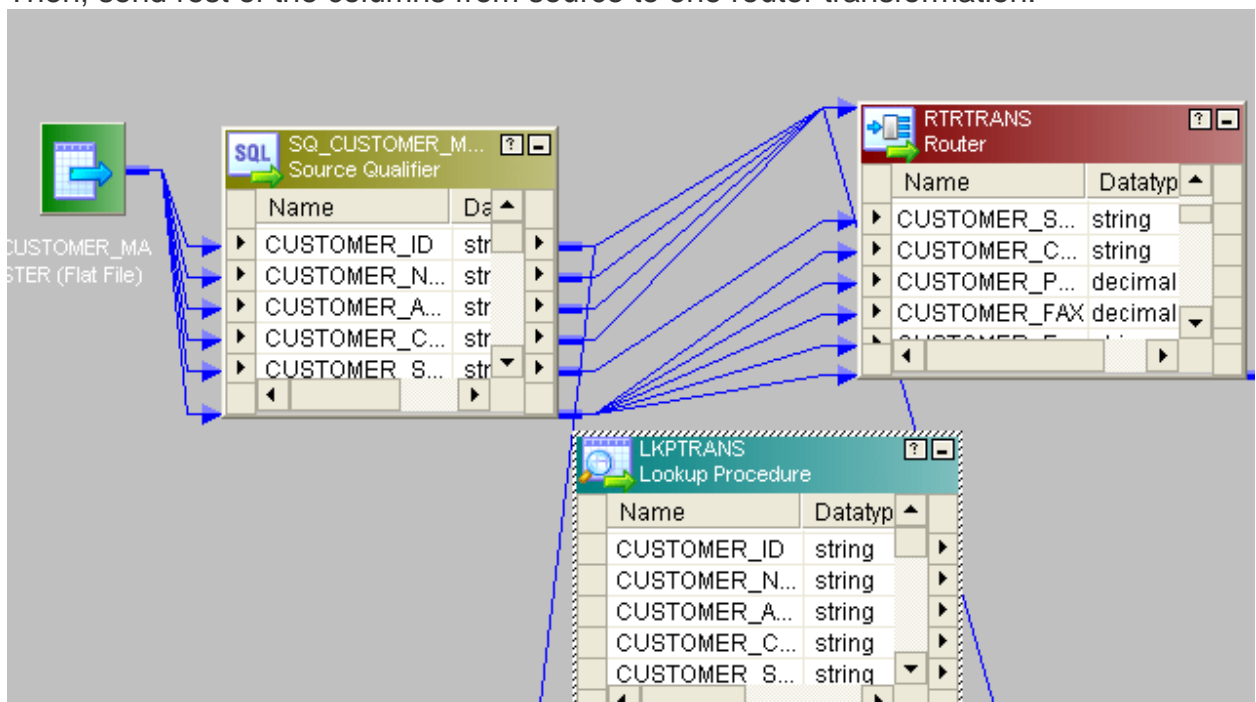 Then, send rest of the columns from source to one router transformation.
SQL
SQ_CUSTOMER_M...
Source Qualifier
Name Da
CUSTOMER_ID str
CUSTOMER_N... str
CUSTOMER_A... str
CUSTOMER_C... str
CUSTOMER_S... str
CUSTOMER_MA
STER (Flat File)
RTRTRANS
Router
Name Datatyp
CUSTOMER_S... string
CUSTOMER_C... string
CUSTOMER_P... decimal
CUSTOMER_FAX decimal
LKPTRANS
Lookup Procedure
Name Datatyp
CUSTOMER_ID string
CUSTOMER_N... string
CUSTOMER_A... string
CUSTOMER_C... string
CUSTOMER_S... string